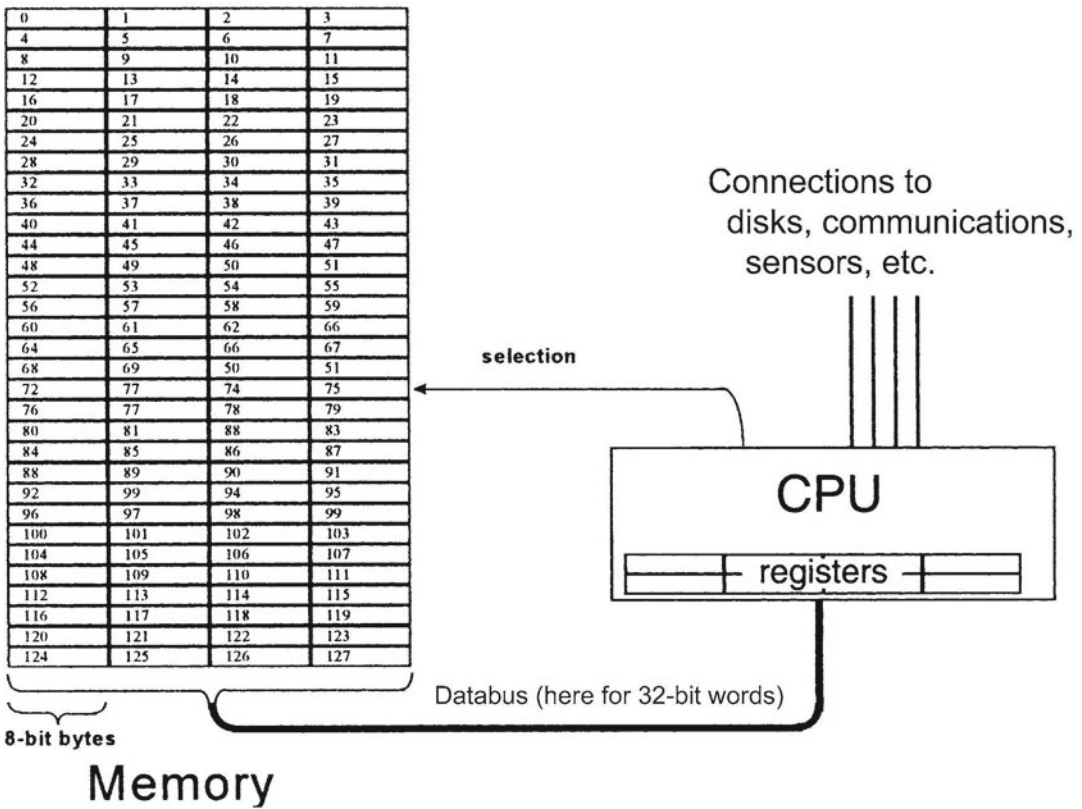 0 1 2 3
4 5 6 7
8 9 10 11
12 13 14 15
16 17 18 19
20 21 22 23
24 25 26 27
28 29 30 31
32 33 34 35
36 37 38 39
40 41 42 43
44 45 46 47
48 49 50 51
52 53 54 55
56 57 58 59
60 61 62 66
64 65 66 67
68 69 50 51
72 77 74 75
76 77 78 79
80 81 88 83
84 85 86 87
88 89 90 91
92 99 94 95
96 97 98 99
100 101 102 103
104 105 106 107
108 109 110 111
112 113 114 115
116 117 118 119
120 121 122 123
124 125 126 127
8-bit bytes
Memory
selection
Databus (here for 32-bit words)
Connections to
disks, communications,
sensors, etc.
CPU
registers